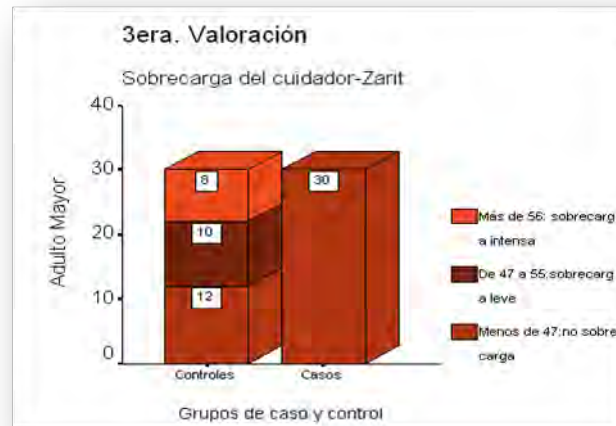 3era. Valoración
Sobrecarga del cuidador-Zarit
40
30
20
10
0
Adulto Mayor
8
10
12
30
Controles
Casos
Grupos de caso y control
Más de 56: sobrecarg
a intensa
De 47 a 55:sobrecarg
a leve
Menos de 47:no sobre
carga